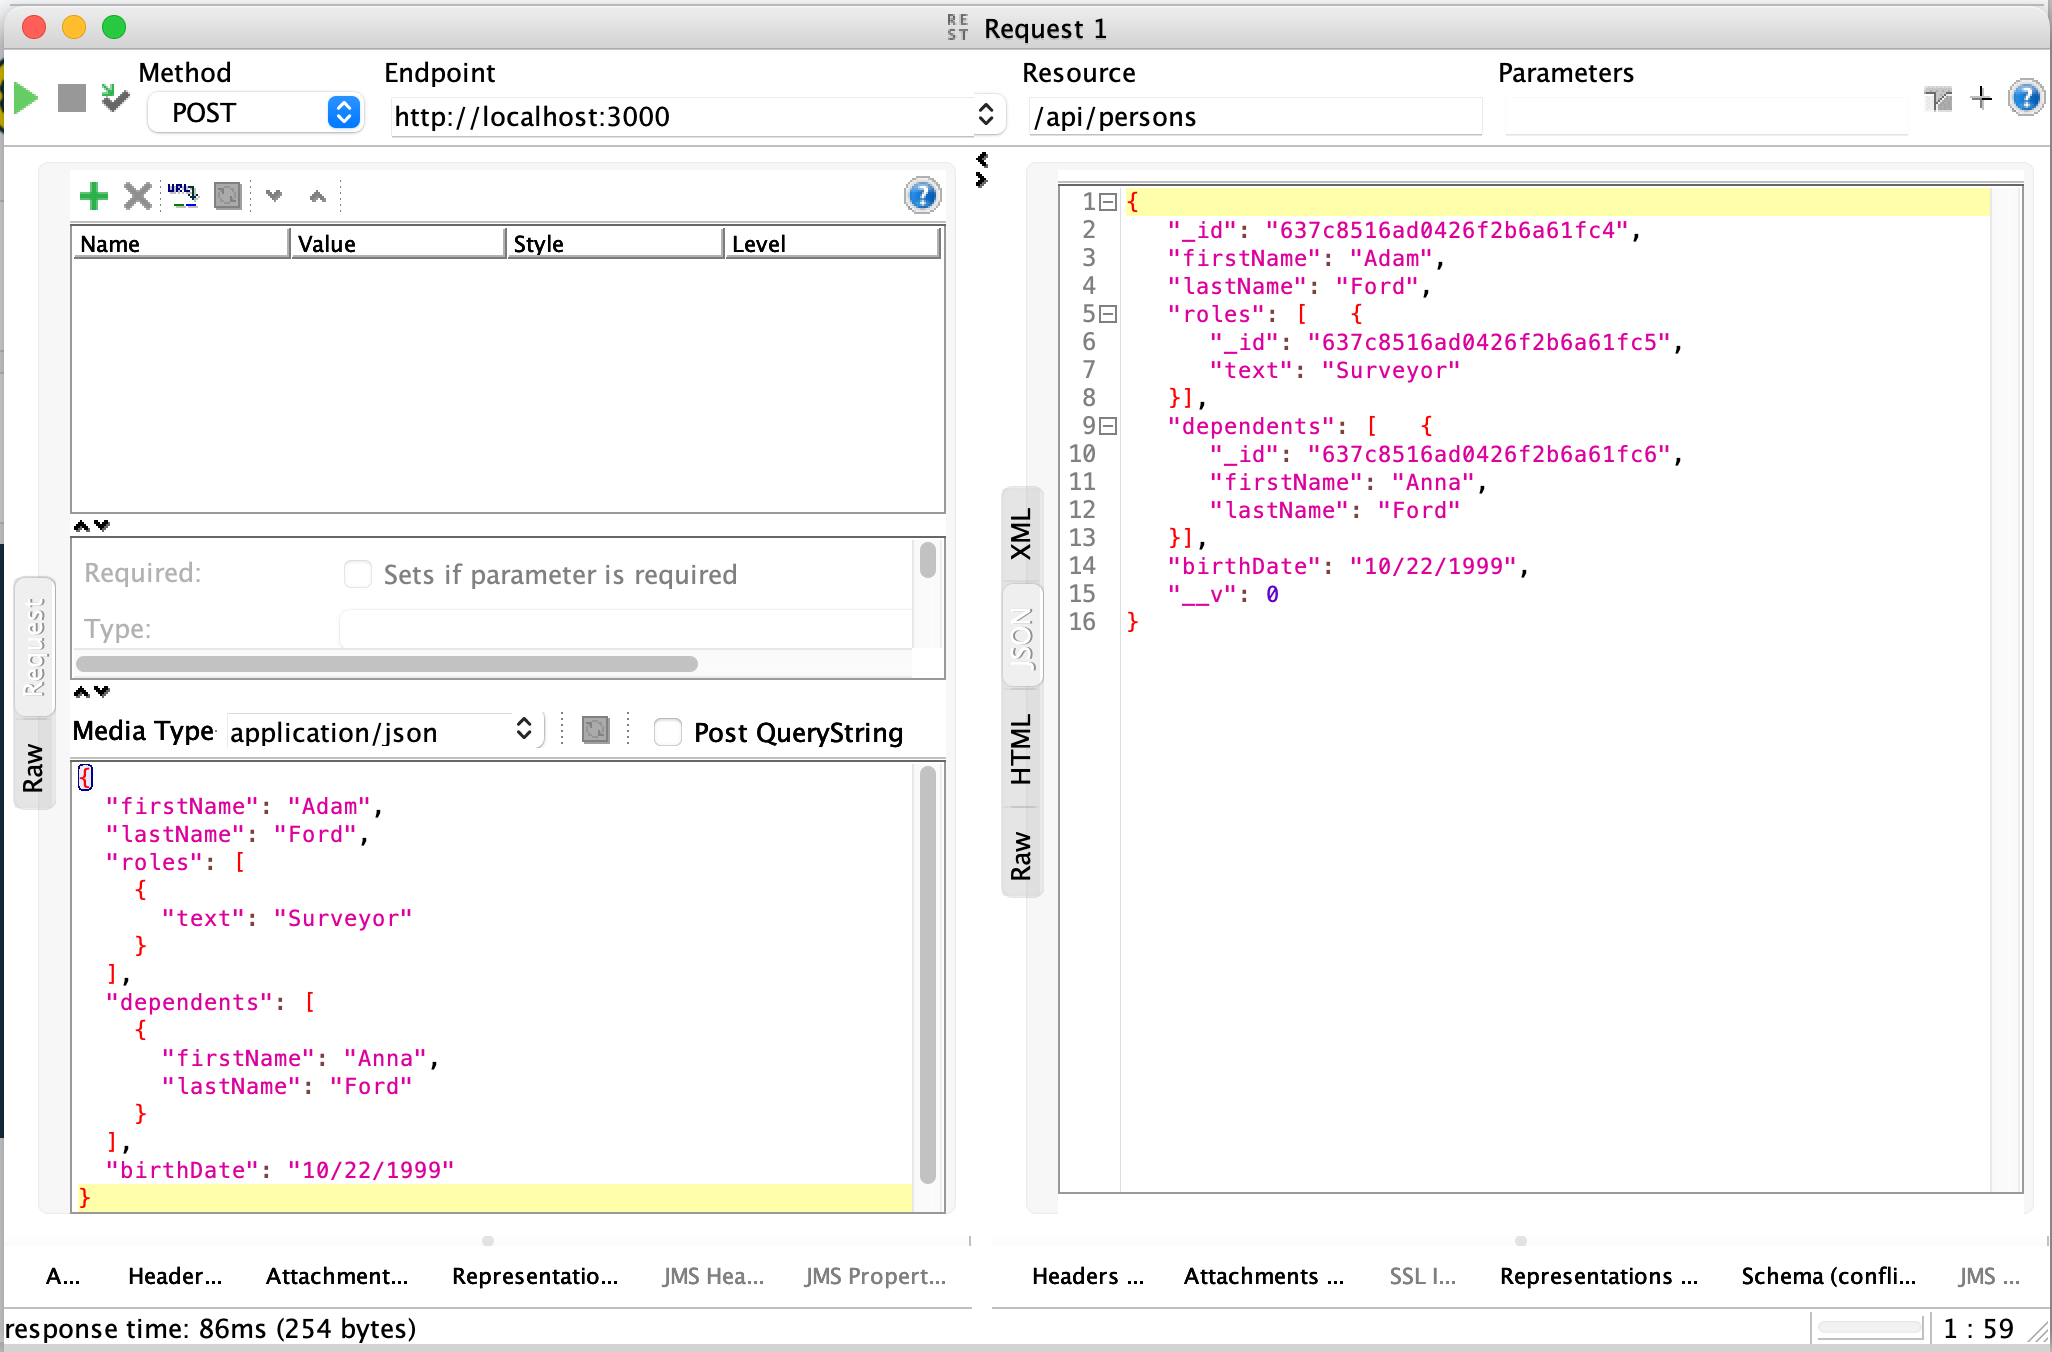 REST Request 1
Method Endpoint Resource Parameters
POST http://localhost:3000 /api/persons
Name Value Style Level
Required: Sets if parameter is required
Type:
Request
Raw
Media Type application/json Post QueryString
{
"firstName": "Adam",
"lastName": "Ford",
"roles": [
{
"text": "Surveyor"
}
],
"dependents": [
{
"firstName": "Anna",
"lastName": "Ford"
}
],
"birthDate": "10/22/1999"
}
A... Header... Attachment... Representatio... JMS Hea... JMS Propert...
XML
JSON
HTML
Raw
1 {
2 "_id": "637c8516ad0426f2b6a61fc4",
3 "firstName": "Adam",
4 "lastName": "Ford",
5 "roles": [ {
6 "_id": "637c8516ad0426f2b6a61fc5",
7 "text": "Surveyor"
8 }],
9 "dependents": [ {
10 "_id": "637c8516ad0426f2b6a61fc6",
11 "firstName": "Anna",
12 "lastName": "Ford"
13 }],
14 "birthDate": "10/22/1999",
15 "__v": 0
16 }
Headers ... Attachments ... SSL I... Representations ... Schema (confli... JMS ...
response time: 86ms (254 bytes) 1 : 59